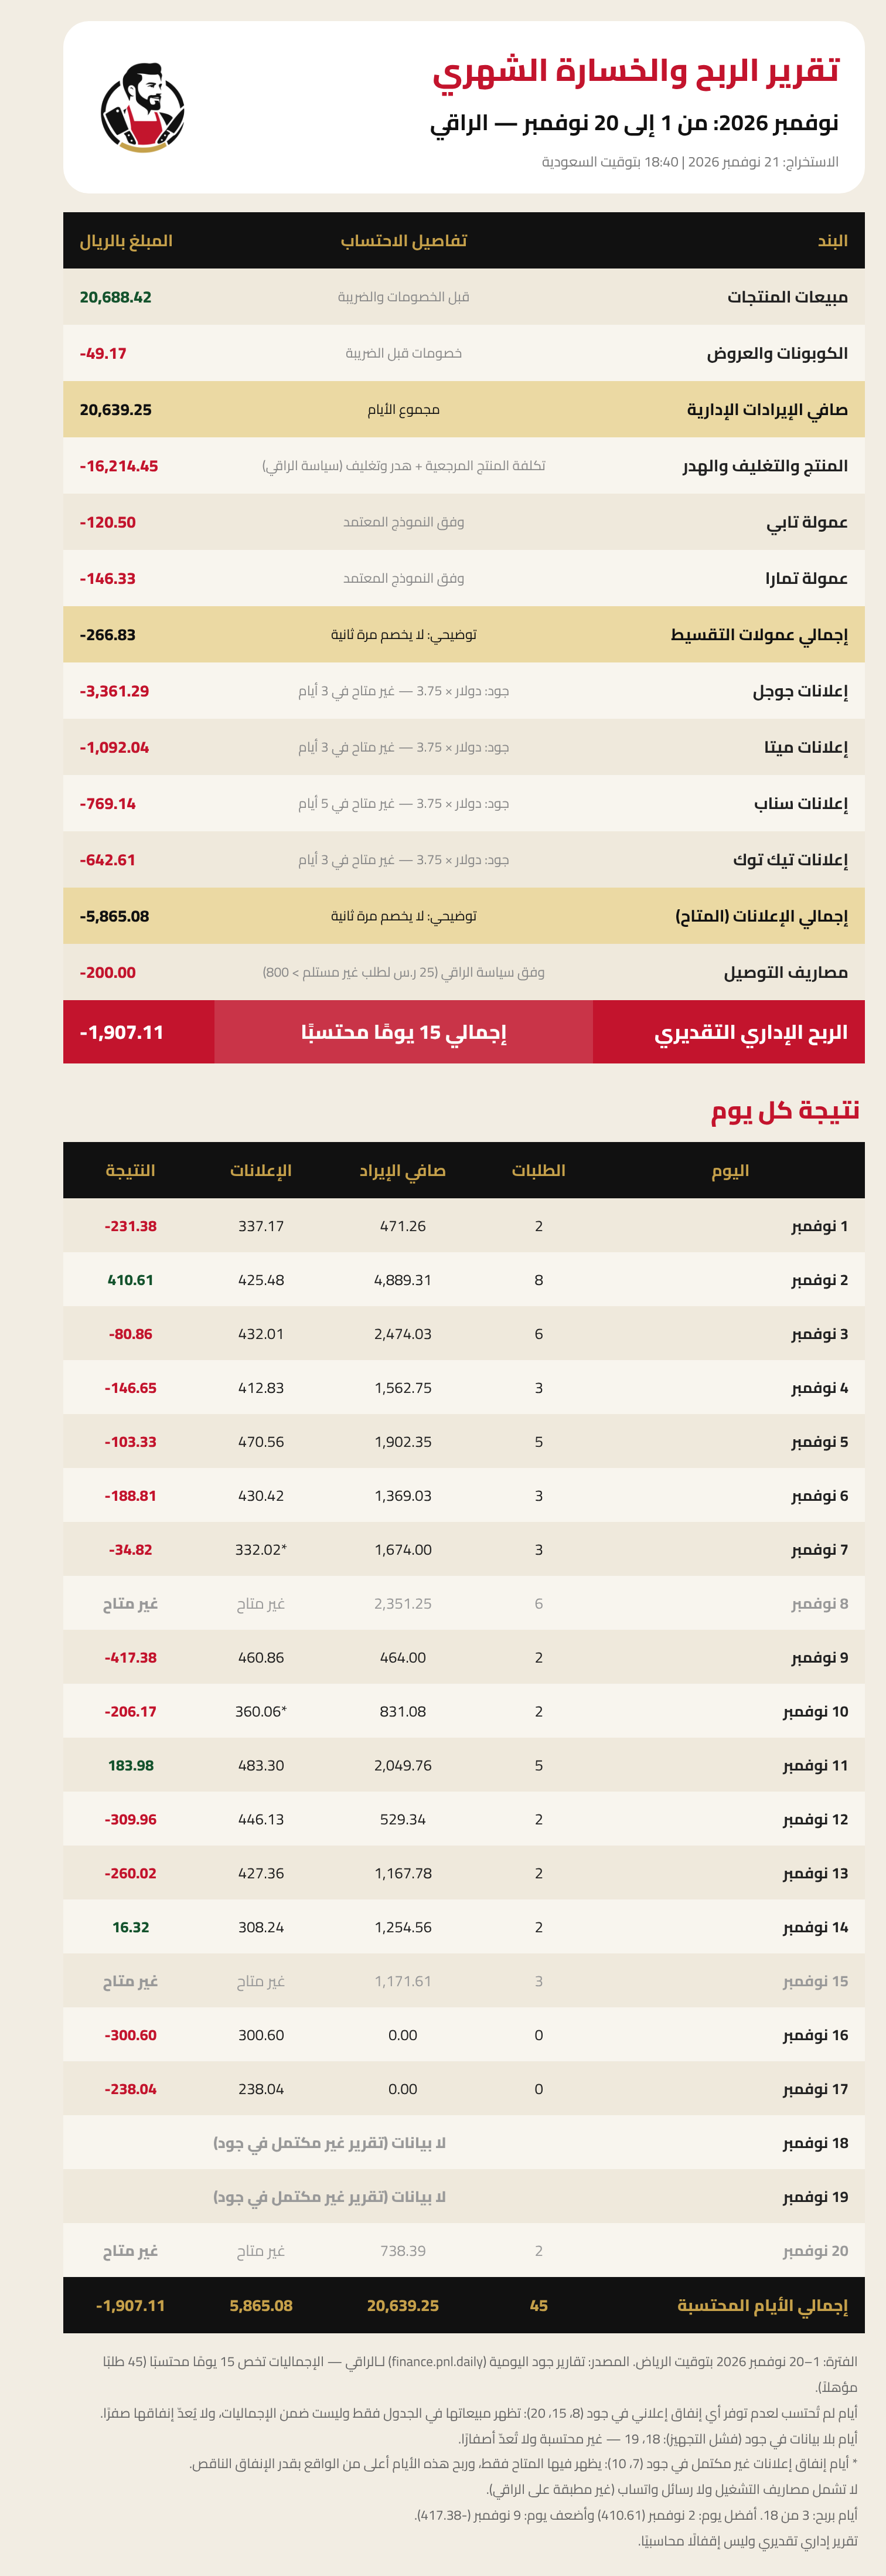 تقرير الربح والخسارة الشهري
نوفمبر 2026: من 1 إلى 20 نوفمبر — الراقي
الاستخراج: 21 نوفمبر 2026 | 18:40 بتوقيت السعودية
البند تفاصيل الاحتساب المبلغ بالريال
مبيعات المنتجات قبل الخصومات والضريبة 20,688.42
الكوبونات والعروض خصومات قبل الضريبة -49.17
صافي الإيرادات الإدارية مجموع الأيام 20,639.25
المنتج والتغليف والهدر تكلفة المنتج المرجعية + هدر وتغليف (سياسة الراقي) -16,214.45
عمولة تابي وفق النموذج المعتمد -120.50
عمولة تمارا وفق النموذج المعتمد -146.33
إجمالي عمولات التقسيط توضيحي: لا يخصم مرة ثانية -266.83
إعلانات جوجل جود: دولار × 3.75 — غير متاح في 3 أيام -3,361.29
إعلانات ميتا جود: دولار × 3.75 — غير متاح في 3 أيام -1,092.04
إعلانات سناب جود: دولار × 3.75 — غير متاح في 5 أيام -769.14
إعلانات تيك توك جود: دولار × 3.75 — غير متاح في 3 أيام -642.61
إجمالي الإعلانات (المتاح) توضيحي: لا يخصم مرة ثانية -5,865.08
مصاريف التوصيل وفق سياسة الراقي (25 ر.س لطلب غير مستلم > 800) -200.00
الربح الإداري التقديري إجمالي 15 يومًا محتسبًا -1,907.11
نتيجة كل يوم
اليوم الطلبات صافي الإيراد الإعلانات النتيجة
1 نوفمبر 2 471.26 337.17 -231.38
2 نوفمبر 8 4,889.31 425.48 410.61
3 نوفمبر 6 2,474.03 432.01 -80.86
4 نوفمبر 3 1,562.75 412.83 -146.65
5 نوفمبر 5 1,902.35 470.56 -103.33
6 نوفمبر 3 1,369.03 430.42 -188.81
7 نوفمبر 3 1,674.00 332.02* -34.82
8 نوفمبر 6 2,351.25 غير متاح غير متاح
9 نوفمبر 2 464.00 460.86 -417.38
10 نوفمبر 2 831.08 360.06* -206.17
11 نوفمبر 5 2,049.76 483.30 183.98
12 نوفمبر 2 529.34 446.13 -309.96
13 نوفمبر 2 1,167.78 427.36 -260.02
14 نوفمبر 2 1,254.56 308.24 16.32
15 نوفمبر 3 1,171.61 غير متاح غير متاح
16 نوفمبر 0 0.00 300.60 -300.60
17 نوفمبر 0 0.00 238.04 -238.04
18 نوفمبر لا بيانات (تقرير غير مكتمل في جود)
19 نوفمبر لا بيانات (تقرير غير مكتمل في جود)
20 نوفمبر 2 738.39 غير متاح غير متاح
إجمالي الأيام المحتسبة 45 20,639.25 5,865.08 -1,907.11
الفترة: 1–20 نوفمبر 2026 بتوقيت الرياض. المصدر: تقارير جود اليومية (finance.pnl.daily) لـالراقي — الإجماليات تخص 15 يومًا محتسبًا (45 طلبًا
مؤهلاً).
أيام لم تُحتسب لعدم توفر أي إنفاق إعلاني في جود (8، 15، 20): تظهر مبيعاتها في الجدول فقط وليست ضمن الإجماليات، ولا يُعدّ إنفاقها صفرًا.
أيام بلا بيانات في جود (فشل التجهيز): 18، 19 — غير محتسبة ولا تُعدّ أصفارًا.
* أيام إنفاق إعلانات غير مكتمل في جود (7، 10): يظهر فيها المتاح فقط، وربح هذه الأيام أعلى من الواقع بقدر الإنفاق الناقص.
لا تشمل مصاريف التشغيل ولا رسائل واتساب (غير مطبقة على الراقي).
أيام بربح: 3 من 18. أفضل يوم: 2 نوفمبر (410.61) وأضعف يوم: 9 نوفمبر (-417.38).
تقرير إداري تقديري وليس إقفالًا محاسبيًا.